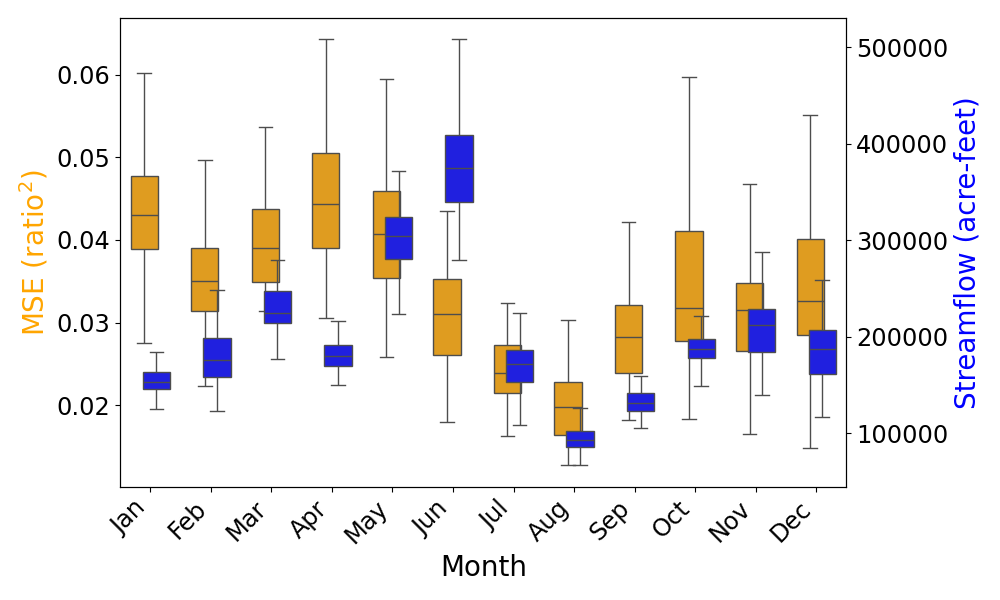 MSE (ratio²)
0.06
0.05
0.04
0.03
0.02
500000
400000
300000
200000
100000
Streamflow (acre-feet)
Jan Feb Mar Apr May Jun Jul Aug Sep Oct Nov Dec
Month